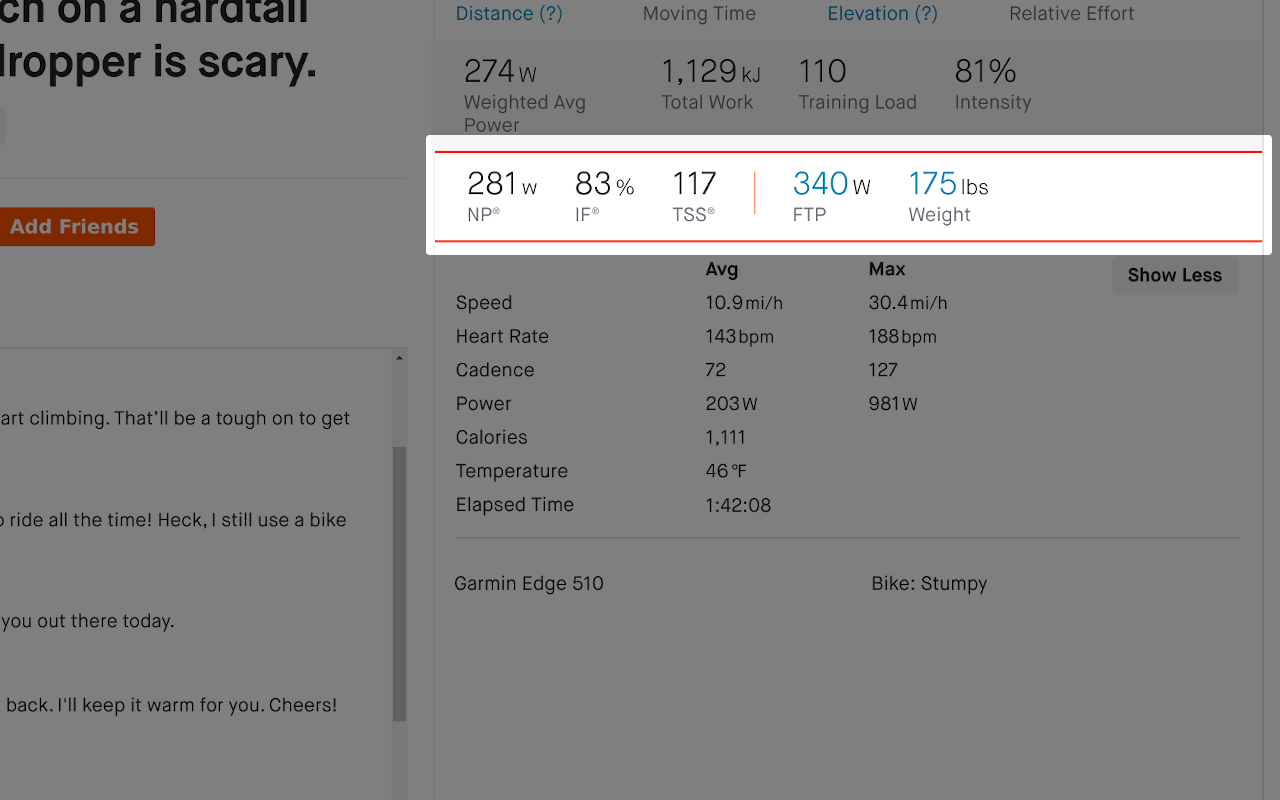 ch on a hardtail
dropper is scary.
Add Friends
art climbing. That'll be a tough on to get
o ride all the time! Heck, I still use a bike
you out there today.
back. I'll keep it warm for you. Cheers!
Distance (?) Moving Time Elevation (?) Relative Effort
274 W 1,129 kJ 110 81%
Weighted Avg Total Work Training Load Intensity
Power
281 w 83 % 117 340 W 175 lbs
NP® IF® TSS® FTP Weight
Avg Max
Show Less
Speed 10.9 mi/h 30.4 mi/h
Heart Rate 143 bpm 188 bpm
Cadence 72 127
Power 203 W 981 W
Calories 1,111
Temperature 46 ℉
Elapsed Time 1:42:08
Garmin Edge 510 Bike: Stumpy